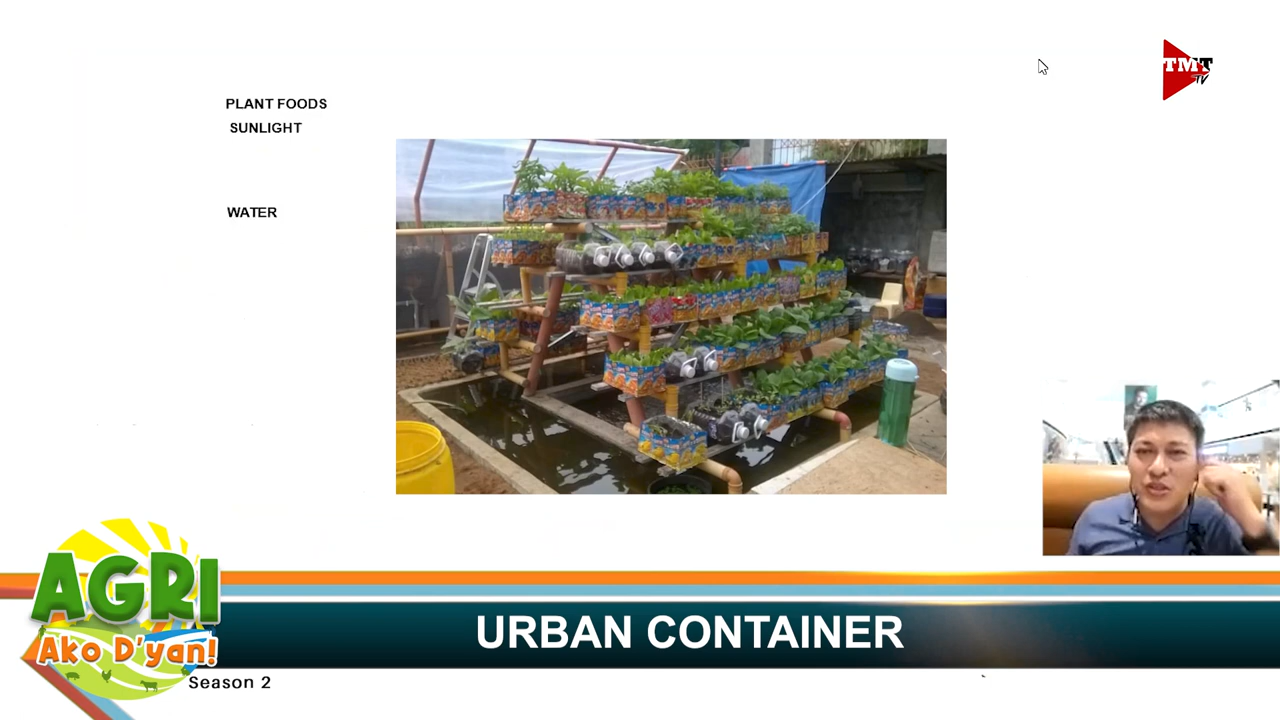 PLANT FOODS
SUNLIGHT
WATER
TMT
TV
AGRI
Ako D'yan!
Season 2
URBAN CONTAINER